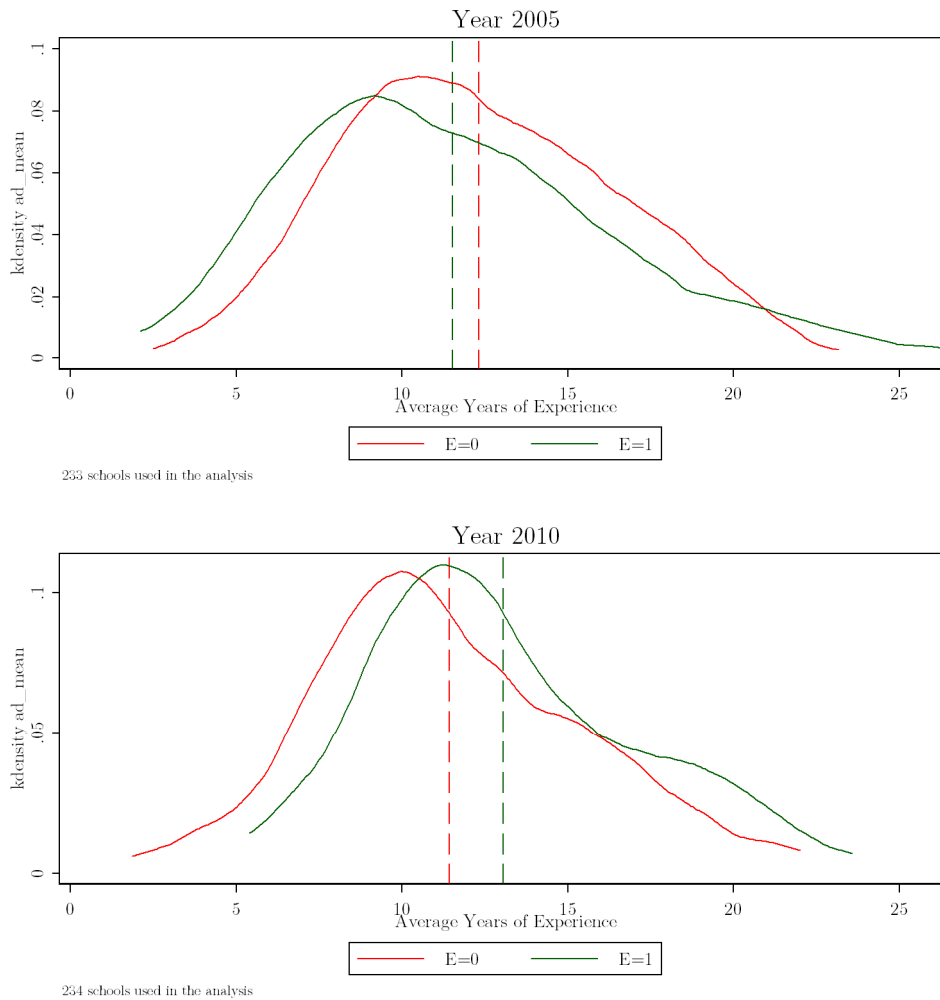 Year 2005
kdensity ad_mean
.1
.08
.06
.04
.02
0
0 5 10 15 20 25
Average Years of Experience
E=0 E=1
233 schools used in the analysis
Year 2010
kdensity ad_mean
.1
.05
0
0 5 10 15 20 25
Average Years of Experience
E=0 E=1
234 schools used in the analysis